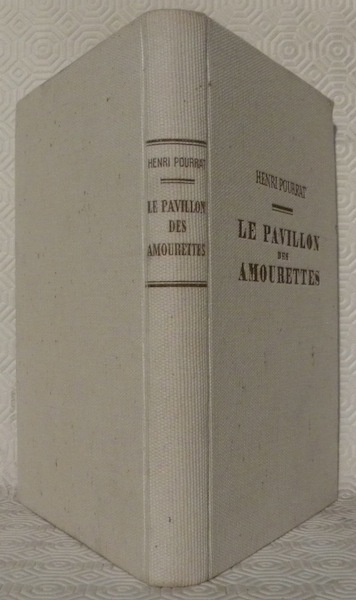 HENRI POURRAT
LE PAVILLON
DES
AMOURETTES
HENRI POURRAT
LE PAVILLON
DES
AMOURETTES